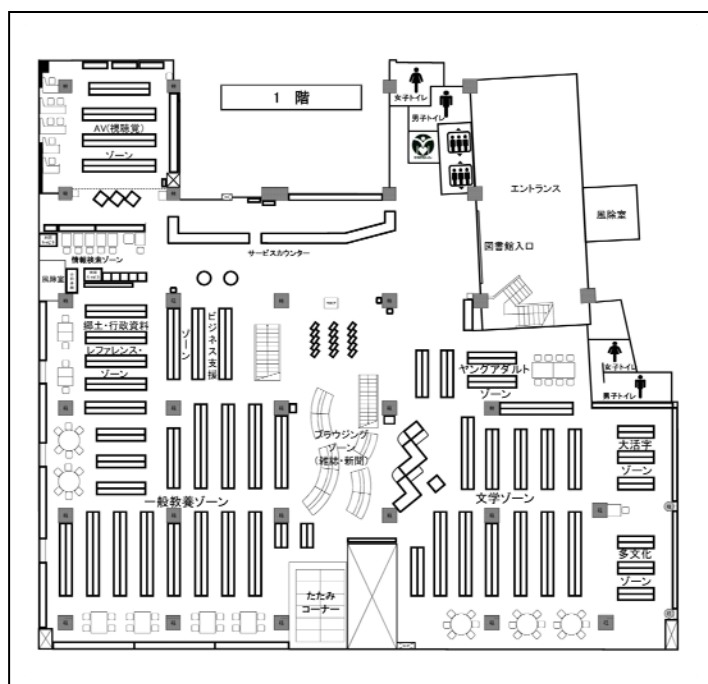 1 階
女子トイレ
男子トイレ
AV(視聴覚)
ゾーン
エントランス
風除室
図書館入口
サービスカウンター
情報検索ゾーン
風除室
郷土・行政資料
レファレンス・
ゾーン
ビジネス支援
ゾーン
ヤングアダルト
ゾーン
女子トイレ
男子トイレ
ブラウジング
ゾーン
(雑誌・新聞)
大活字
ゾーン
一般教養ゾーン
文学ゾーン
多文化
ゾーン
たたみ
コーナー